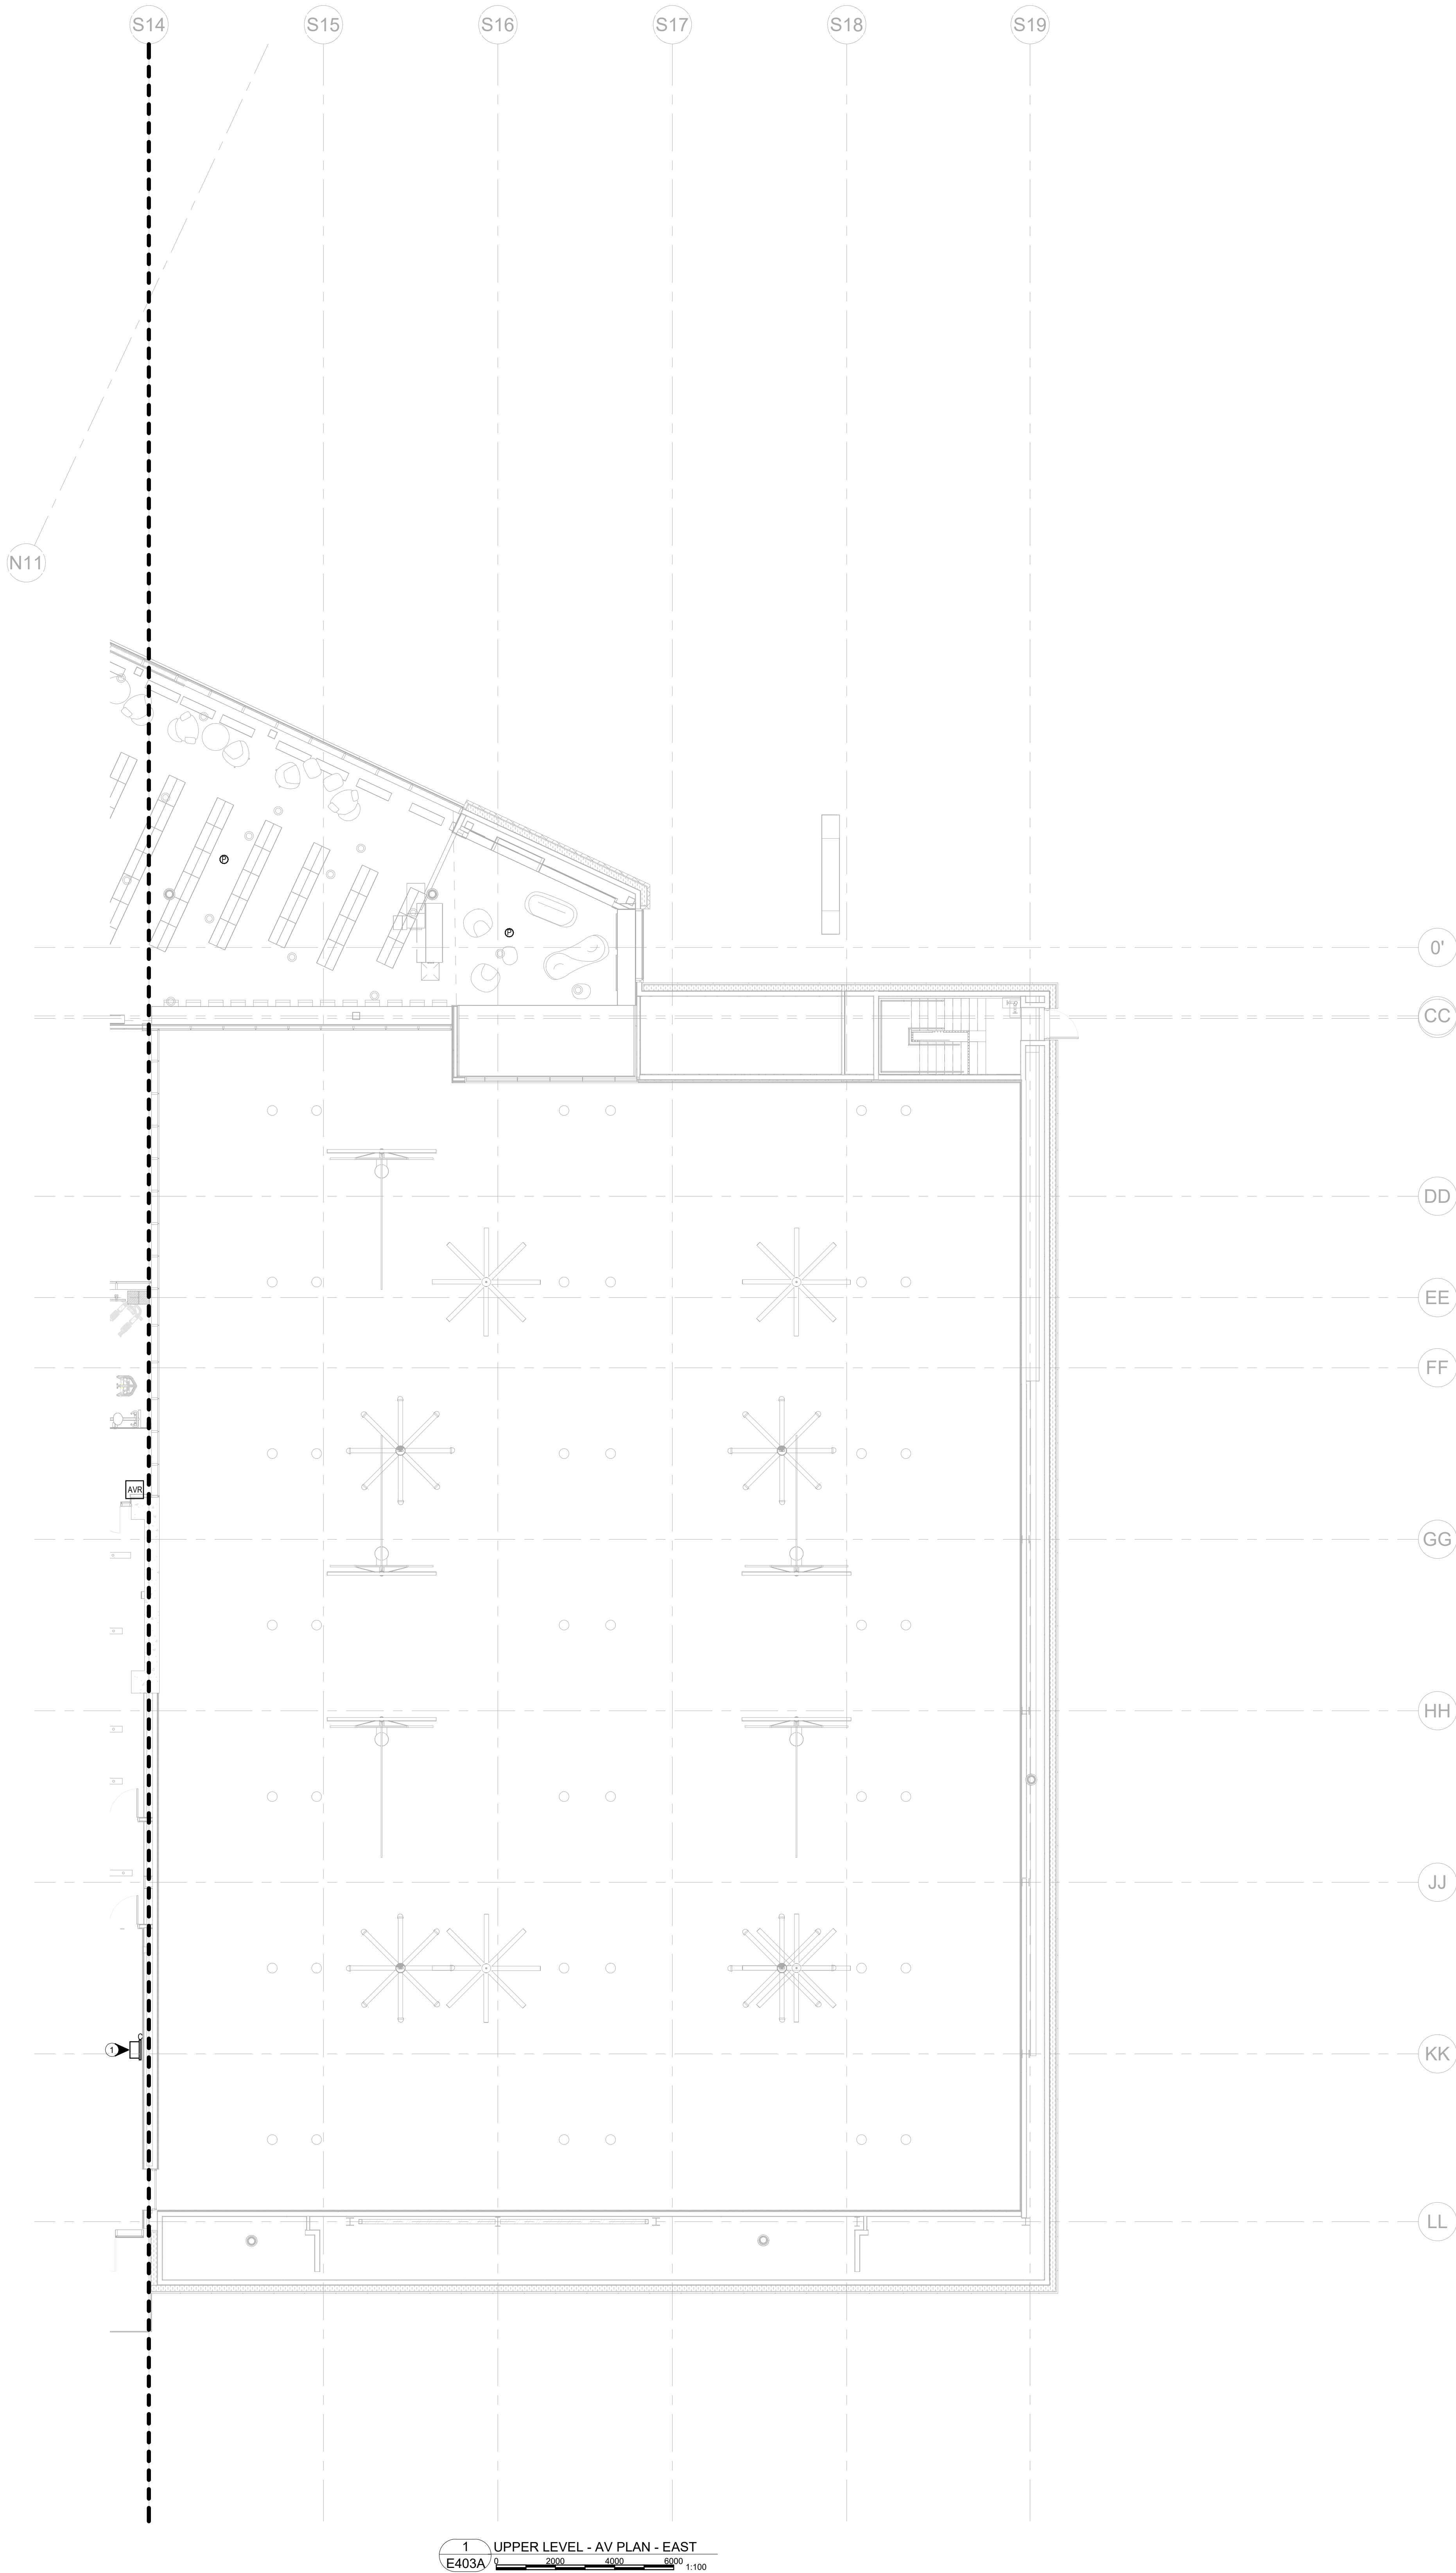 S14 S15 S16 S17 S18 S19
N11
P
P
0'
CC
DD
EE
FF
AVR
GG
HH
JJ
1
KK
LL
1 UPPER LEVEL - AV PLAN - EAST
E403A 0 2000 4000 6000 1:100